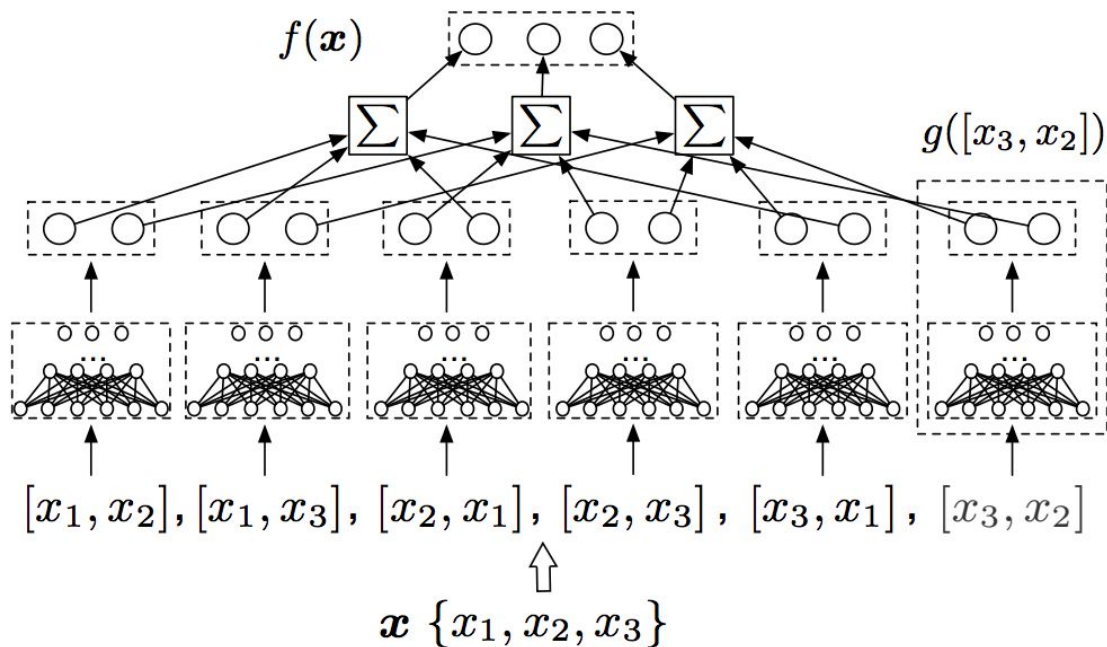 f(x)
Σ Σ Σ
g([x₃, x₂])
... ... ... ... ... ...
[x₁, x₂], [x₁, x₃], [x₂, x₁], [x₂, x₃], [x₃, x₁], [x₃, x₂]
x {x₁, x₂, x₃}